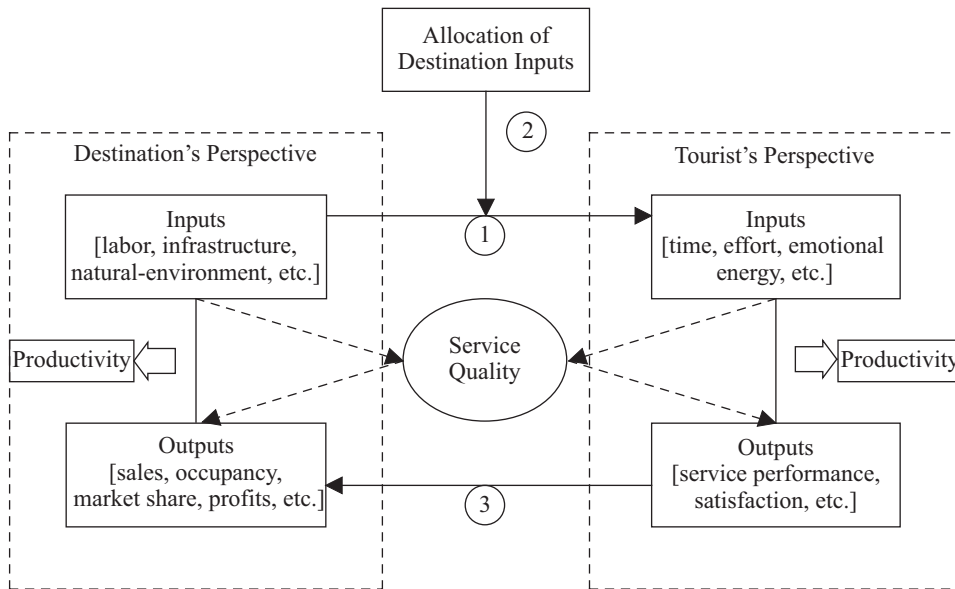 Allocation of
Destination Inputs
2
Destination’s Perspective
Tourist’s Perspective
Inputs
[labor, infrastructure,
natural-environment, etc.]
1
Inputs
[time, effort, emotional
energy, etc.]
Productivity
Service
Quality
Productivity
Outputs
[sales, occupancy,
market share, profits, etc.]
3
Outputs
[service performance,
satisfaction, etc.]